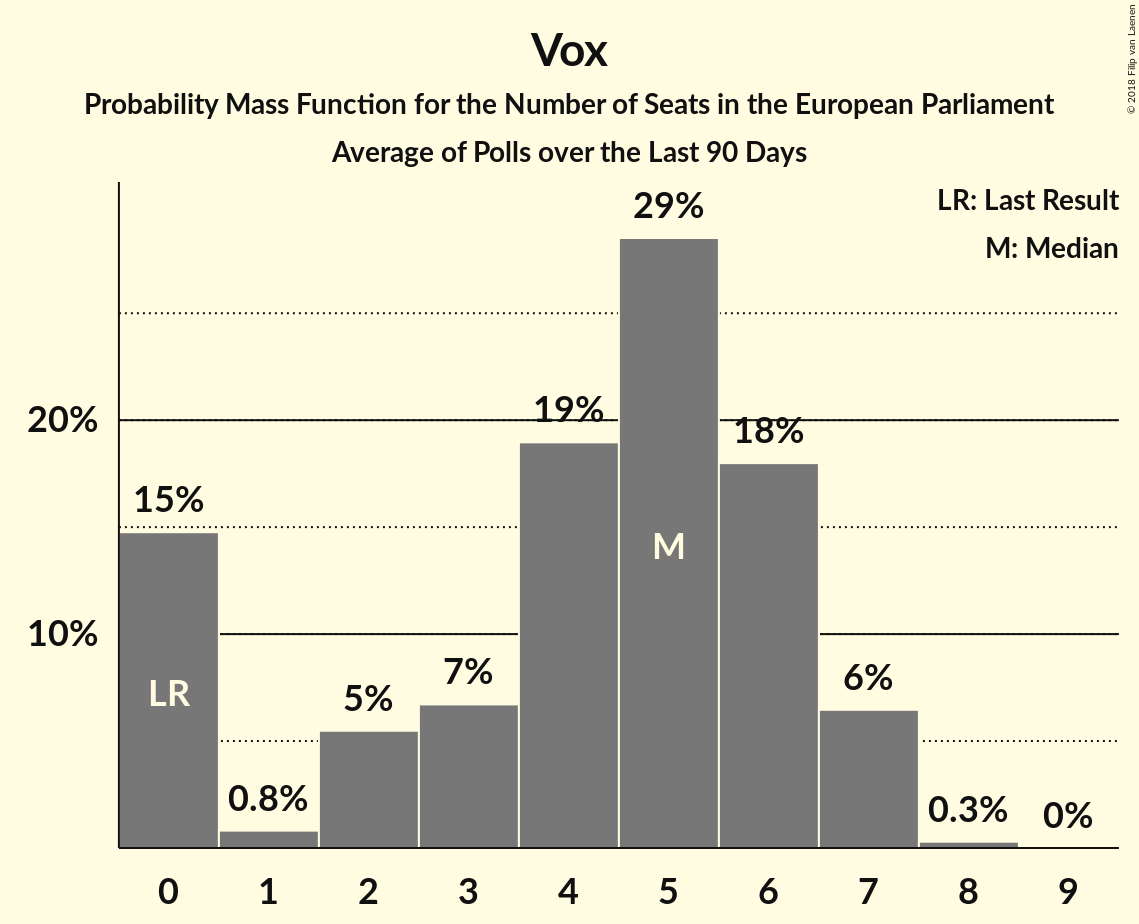 Vox
Probability Mass Function for the Number of Seats in the European Parliament
Average of Polls over the Last 90 Days
© 2018 Filip van Laenen
LR: Last Result
M: Median
29%
20%
19%
18%
15%
M
10%
LR
7%
6%
5%
0.8%
0.3%
0%
0 1 2 3 4 5 6 7 8 9